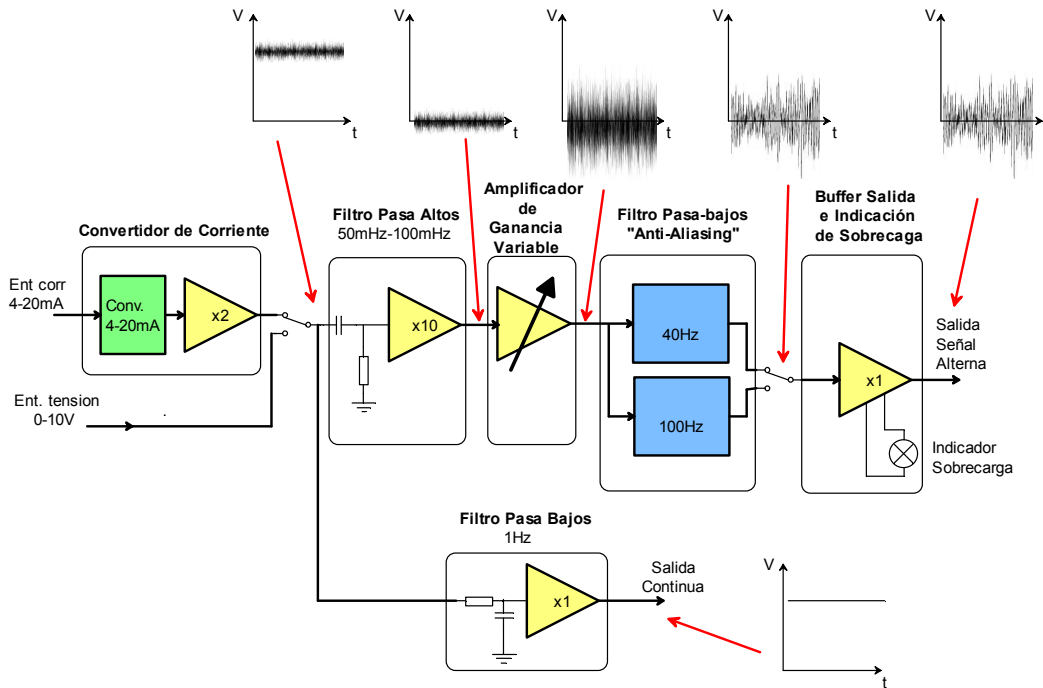 V
t
V
t
V
t
V
t
V
t
Convertidor de Corriente
Filtro Pasa Altos
50mHz-100mHz
Amplificador
de
Ganancia
Variable
Filtro Pasa-bajos
"Anti-Aliasing"
Buffer Salida
e Indicación
de Sobrecaga
Ent corr
4-20mA
Conv.
4-20mA
x2
x10
40Hz
100Hz
x1
Salida
Señal
Alterna
Ent. tension
0-10V
Indicador
Sobrecarga
Filtro Pasa Bajos
1Hz
x1
Salida
Continua
V
t